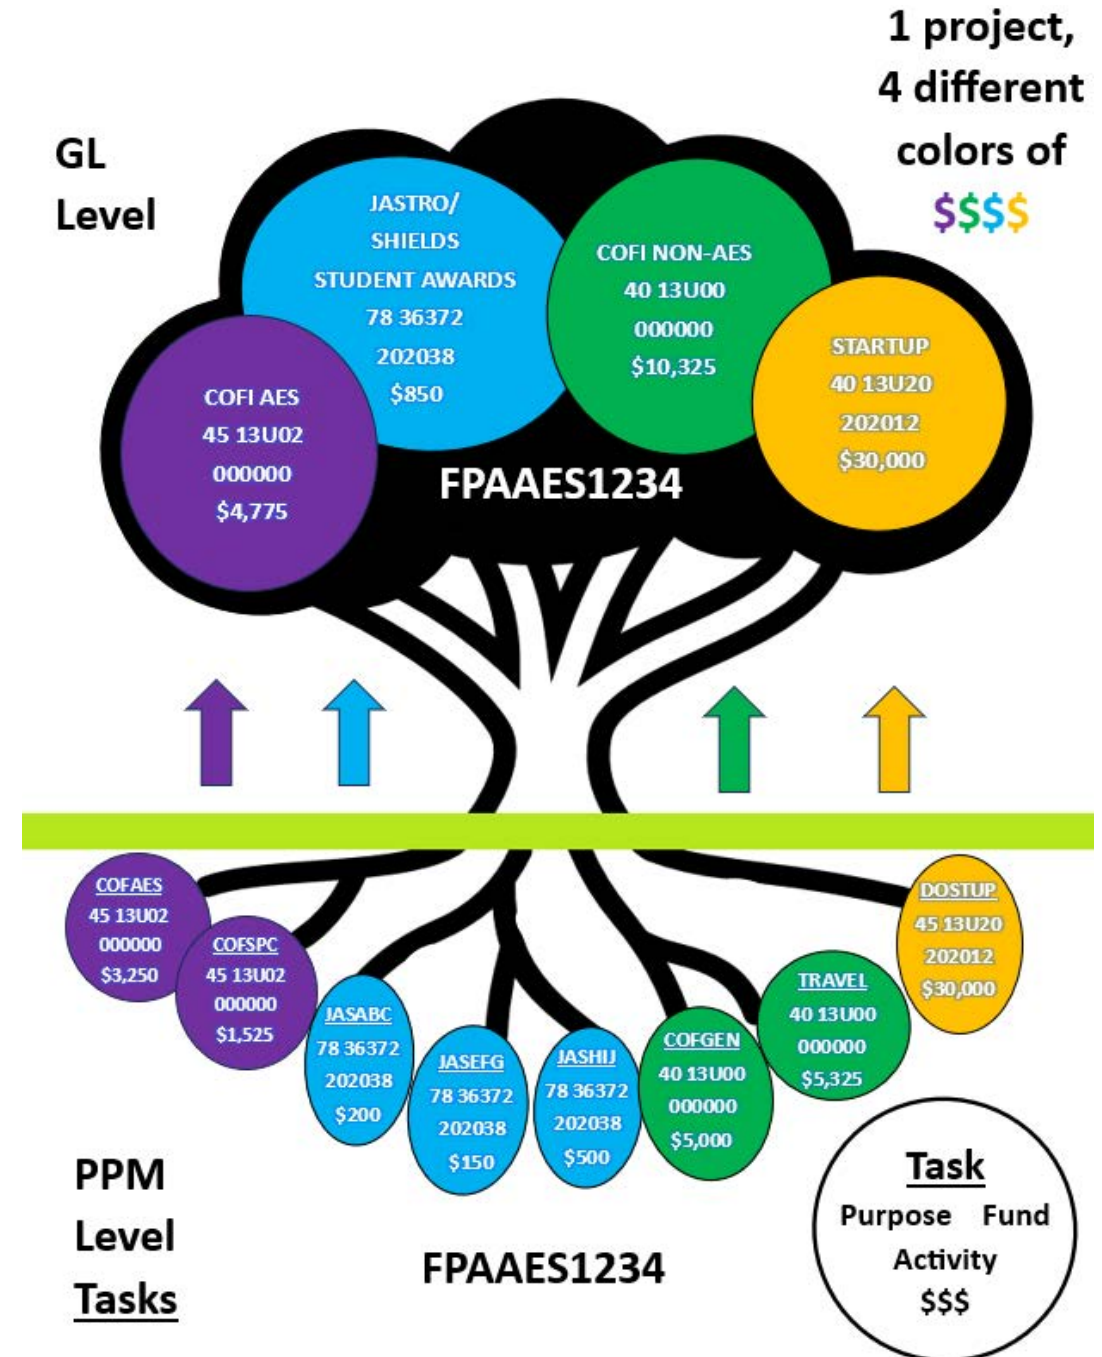 1 project,
4 different
colors of
$$$$
GL
Level
JASTRO/
SHIELDS
STUDENT AWARDS
78 36372
202038
$850
COFI NON-AES
40 13U00
000000
$10,325
STARTUP
40 13U20
202012
$30,000
COFI AES
45 13U02
000000
$4,775
FPAAES1234
COFAES
45 13U02
000000
$3,250
COFSPC
45 13U02
000000
$1,525
JASABC
78 36372
202038
$200
JASEFG
78 36372
202038
$150
JASHIJ
78 36372
202038
$500
COFGEN
40 13U00
000000
$5,000
TRAVEL
40 13U00
000000
$5,325
DOSTUP
45 13U20
202012
$30,000
PPM
Level
Tasks
FPAAES1234
Task
Purpose Fund
Activity
$$$